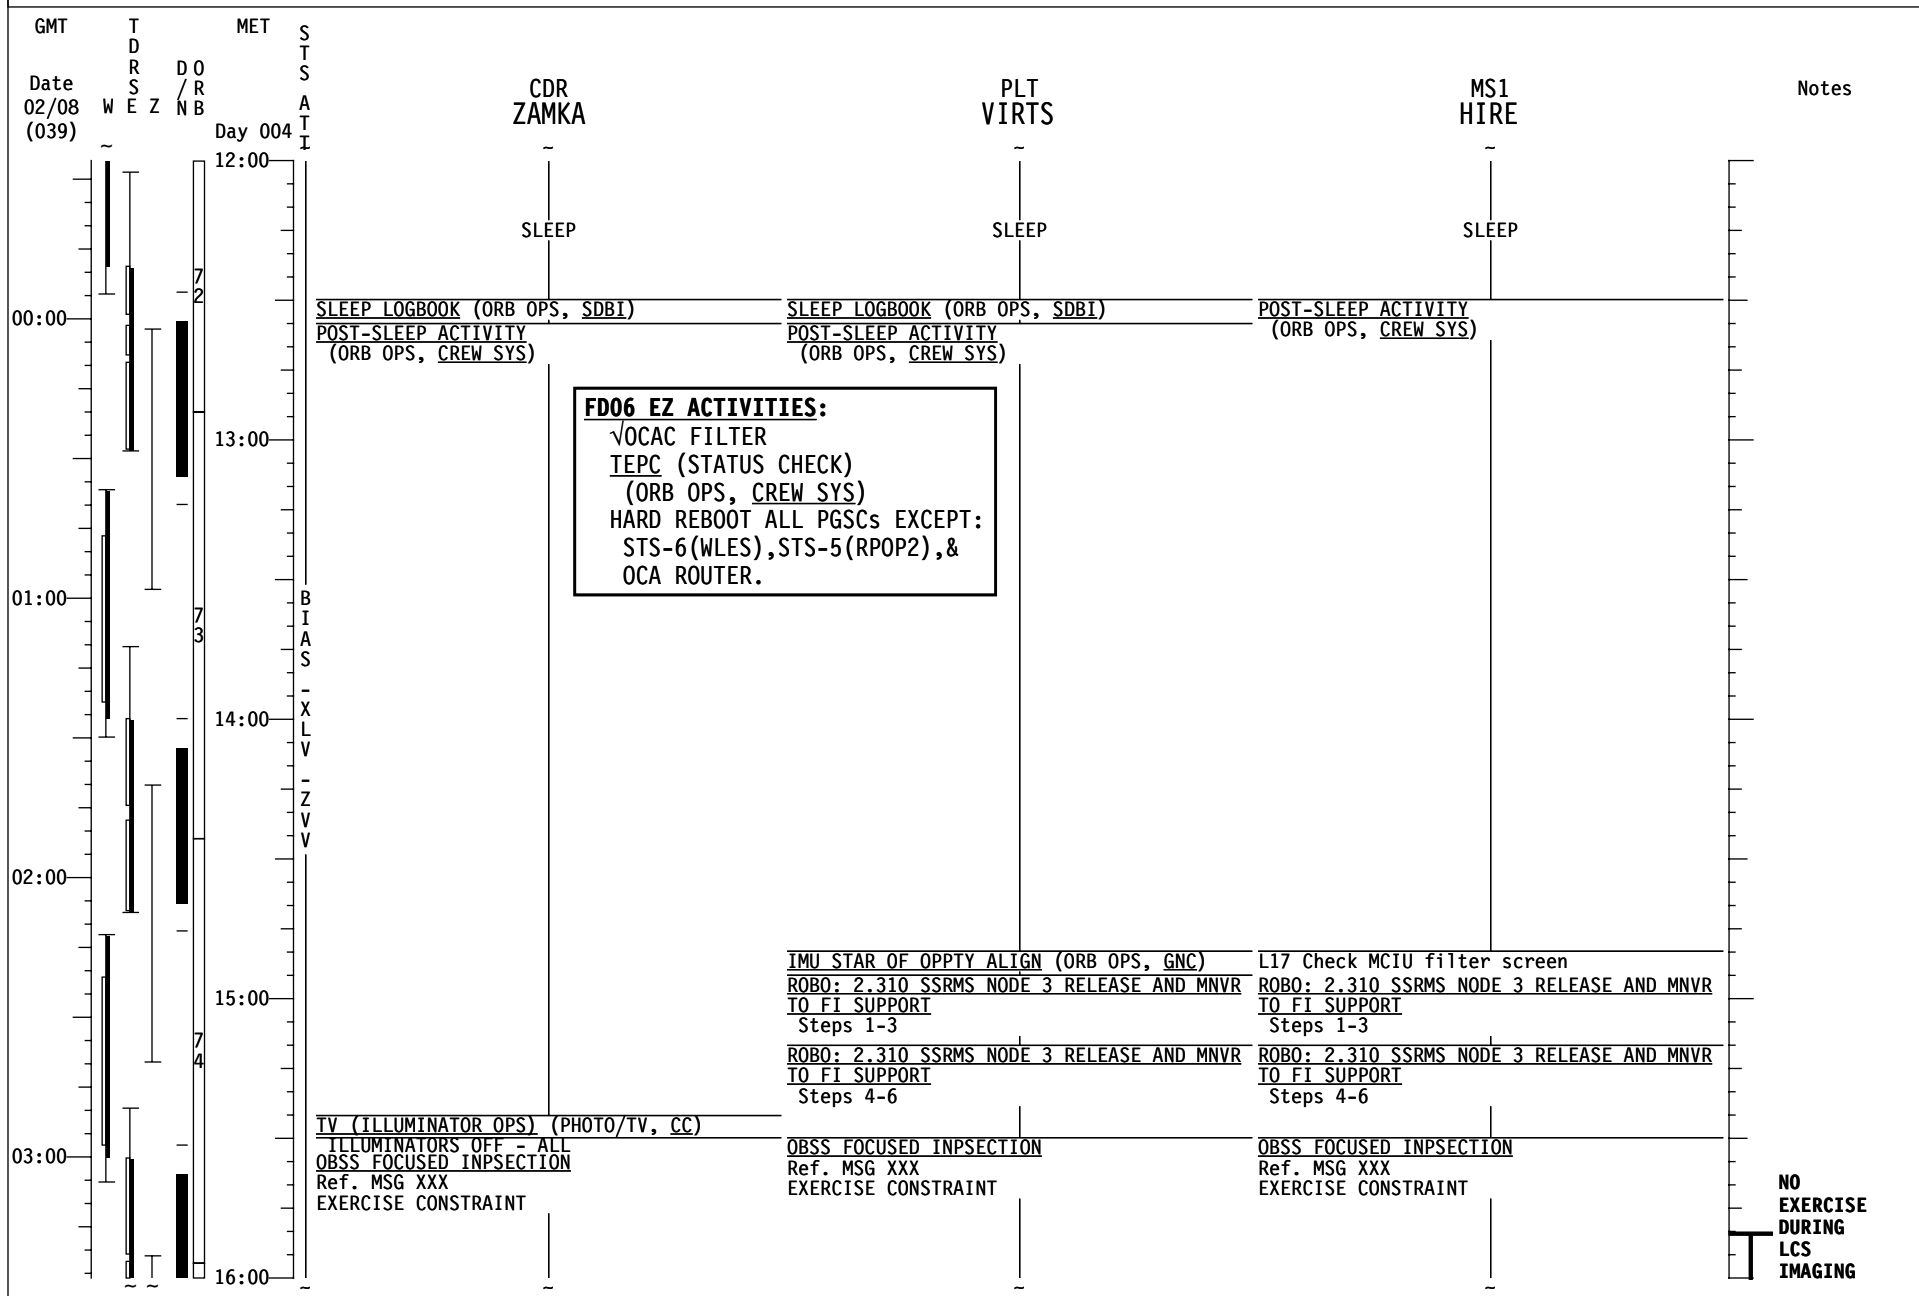 GMT
Date
02/08
(039)
TDRS
W E Z
D/N
ORB
MET
Day 004
STS ATT
CDR
ZAMKA
PLT
VIRTS
MS1
HIRE
Notes
~ ~ ~ ~ ~
12:00
SLEEP SLEEP SLEEP
72
SLEEP LOGBOOK (ORB OPS, SDBI)
POST-SLEEP ACTIVITY
(ORB OPS, CREW SYS)
SLEEP LOGBOOK (ORB OPS, SDBI)
POST-SLEEP ACTIVITY
(ORB OPS, CREW SYS)
POST-SLEEP ACTIVITY
(ORB OPS, CREW SYS)
00:00
FD06 EZ ACTIVITIES:
√OCAC FILTER
TEPC (STATUS CHECK)
(ORB OPS, CREW SYS)
HARD REBOOT ALL PGSCs EXCEPT:
STS-6(WLES),STS-5(RPOP2),&
OCA ROUTER.
13:00
01:00
73
BIAS -XLV -ZVV
14:00
02:00
IMU STAR OF OPPTY ALIGN (ORB OPS, GNC)
ROBO: 2.310 SSRMS NODE 3 RELEASE AND MNVR
TO FI SUPPORT
Steps 1-3
ROBO: 2.310 SSRMS NODE 3 RELEASE AND MNVR
TO FI SUPPORT
Steps 4-6
L17 Check MCIU filter screen
ROBO: 2.310 SSRMS NODE 3 RELEASE AND MNVR
TO FI SUPPORT
Steps 1-3
ROBO: 2.310 SSRMS NODE 3 RELEASE AND MNVR
TO FI SUPPORT
Steps 4-6
15:00
74
TV (ILLUMINATOR OPS) (PHOTO/TV, CC)
ILLUMINATORS OFF - ALL
OBSS FOCUSED INPSECTION
Ref. MSG XXX
EXERCISE CONSTRAINT
OBSS FOCUSED INPSECTION
Ref. MSG XXX
EXERCISE CONSTRAINT
OBSS FOCUSED INPSECTION
Ref. MSG XXX
EXERCISE CONSTRAINT
03:00
NO
EXERCISE
DURING
LCS
IMAGING
16:00
~ ~ ~ ~ ~ ~